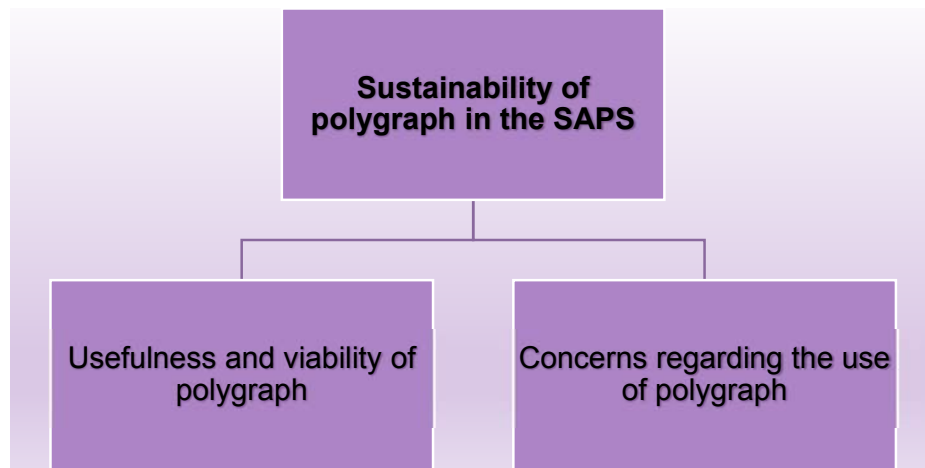 Sustainability of
polygraph in the SAPS
Usefulness and viability of
polygraph
Concerns regarding the use
of polygraph